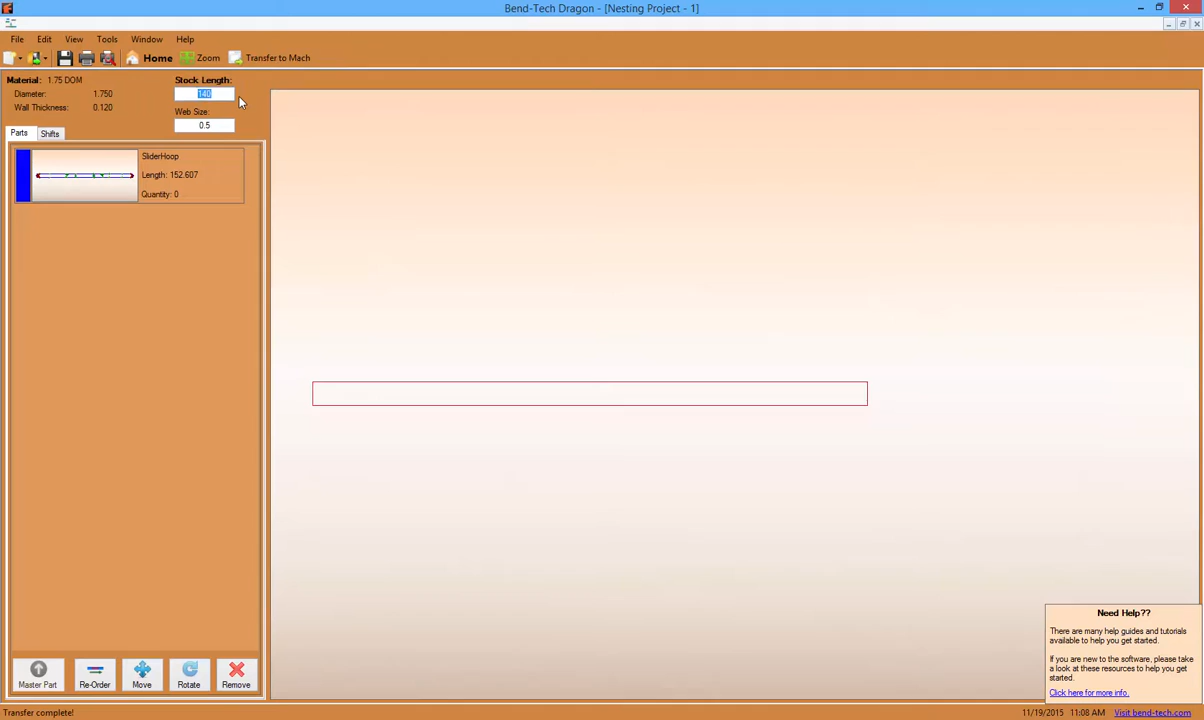 Bend-Tech Dragon - [Nesting Project - 1]
File Edit View Tools Window Help
Home Zoom Transfer to Mach
Material: 1.75 DOM
Diameter: 1.750
Wall Thickness: 0.120
Stock Length:
140
Web Size:
0.5
Parts Shifts
SliderHoop
Length: 152.607
Quantity: 0
Master Part Re-Order Move Rotate Remove
Need Help??
There are many help guides and tutorials
available to help you get started.
If you are new to the software, please take
a look at these resources to help you get
started.
Click here for more info.
Transfer complete!
11/19/2015 11:08 AM Visit bend-tech.com